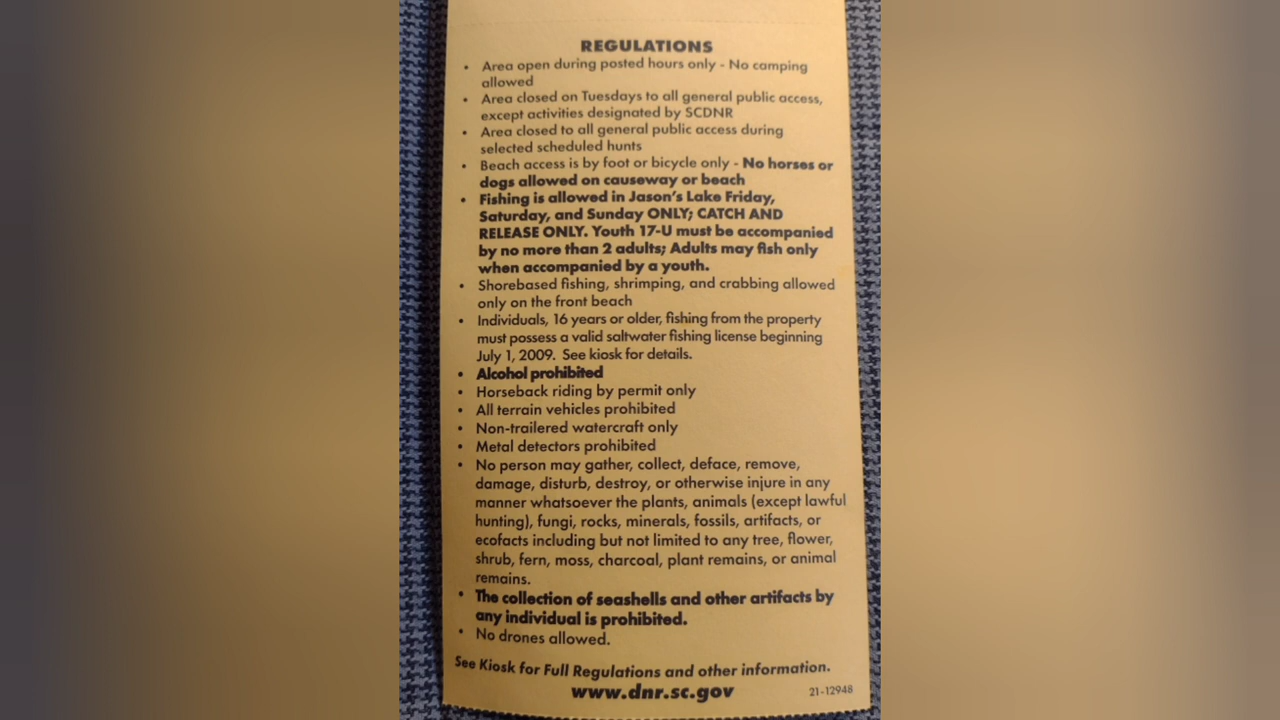 REGULATIONS
• Area open during posted hours only - No camping
allowed
• Area closed on Tuesdays to all general public access,
except activities designated by SCDNR
• Area closed to all general public access during
selected scheduled hunts
• Beach access is by foot or bicycle only - No horses or
dogs allowed on causeway or beach
• Fishing is allowed in Jason's Lake Friday,
Saturday, and Sunday ONLY; CATCH AND
RELEASE ONLY. Youth 17-U must be accompanied
by no more than 2 adults; Adults may fish only
when accompanied by a youth.
• Shorebased fishing, shrimping, and crabbing allowed
only on the front beach
• Individuals, 16 years or older, fishing from the property
must possess a valid saltwater fishing license beginning
July 1, 2009. See kiosk for details.
• Alcohol prohibited
• Horseback riding by permit only
• All terrain vehicles prohibited
• Non-trailered watercraft only
• Metal detectors prohibited
• No person may gather, collect, deface, remove,
damage, disturb, destroy, or otherwise injure in any
manner whatsoever the plants, animals (except lawful
hunting), fungi, rocks, minerals, fossils, artifacts, or
ecofacts including but not limited to any tree, flower,
shrub, fern, moss, charcoal, plant remains, or animal
remains.
• The collection of seashells and other artifacts by
any individual is prohibited.
• No drones allowed.
See Kiosk for Full Regulations and other information.
www.dnr.sc.gov
21-12948